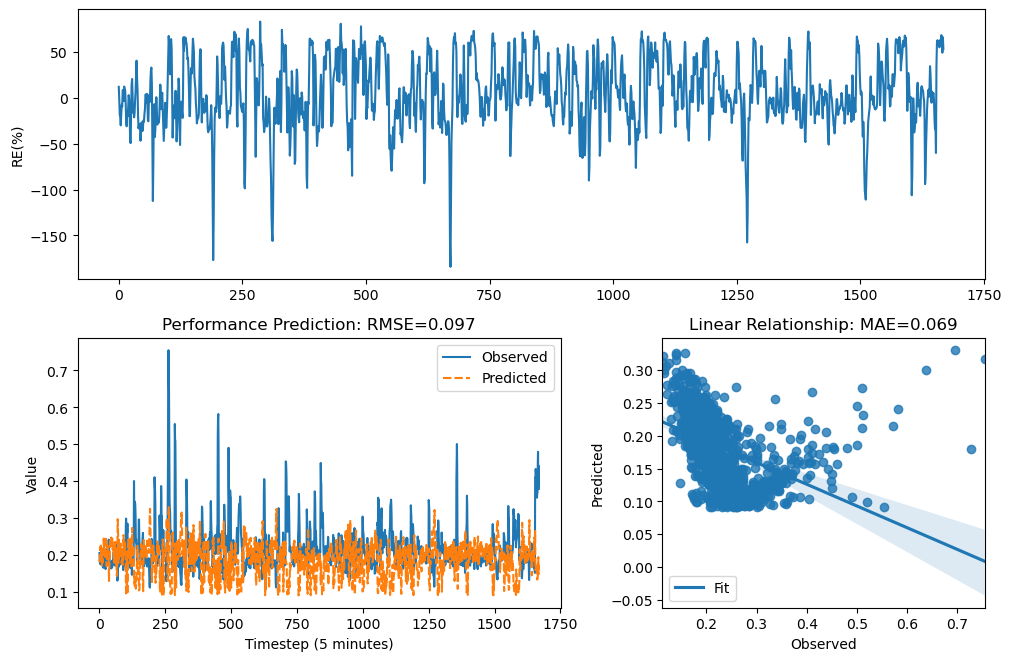 RE(%)
50
0
−50
−100
−150
0 250 500 750 1000 1250 1500 1750
Performance Prediction: RMSE=0.097
Value
0.7
0.6
0.5
0.4
0.3
0.2
0.1
Observed
Predicted
0 250 500 750 1000 1250 1500 1750
Timestep (5 minutes)
Linear Relationship: MAE=0.069
Predicted
0.30
0.25
0.20
0.15
0.10
0.05
0.00
−0.05
Fit
0.2 0.3 0.4 0.5 0.6 0.7
Observed